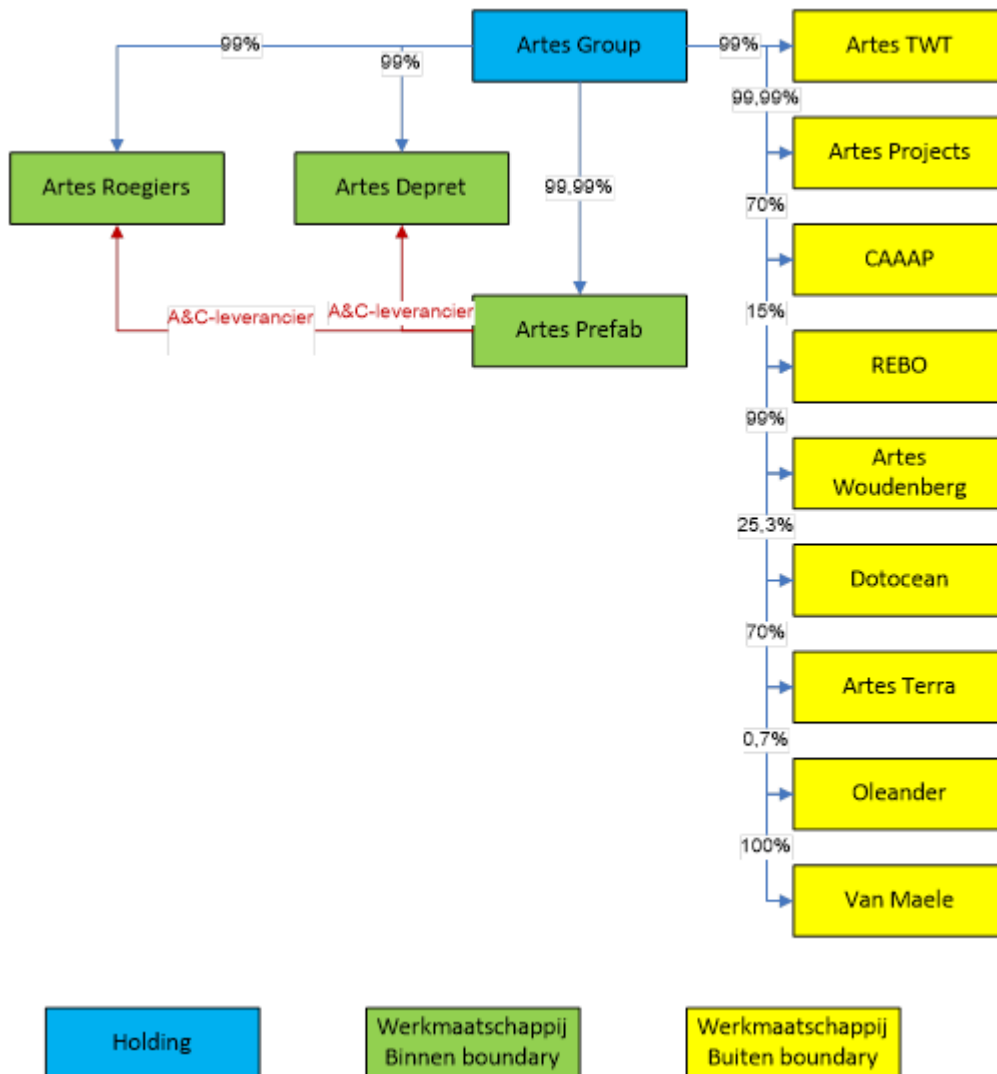 99%
Artes Group
99%
Artes TWT
99%
99,99%
Artes Projects
Artes Roegiers
Artes Depret
99,99%
70%
CAAAP
A&C-leverancier
A&C-leverancier
Artes Prefab
15%
REBO
99%
Artes
Woudenberg
25,3%
Dotocean
70%
Artes Terra
0,7%
Oleander
100%
Van Maele
Holding
Werkmaatschappij
Binnen boundary
Werkmaatschappij
Buiten boundary